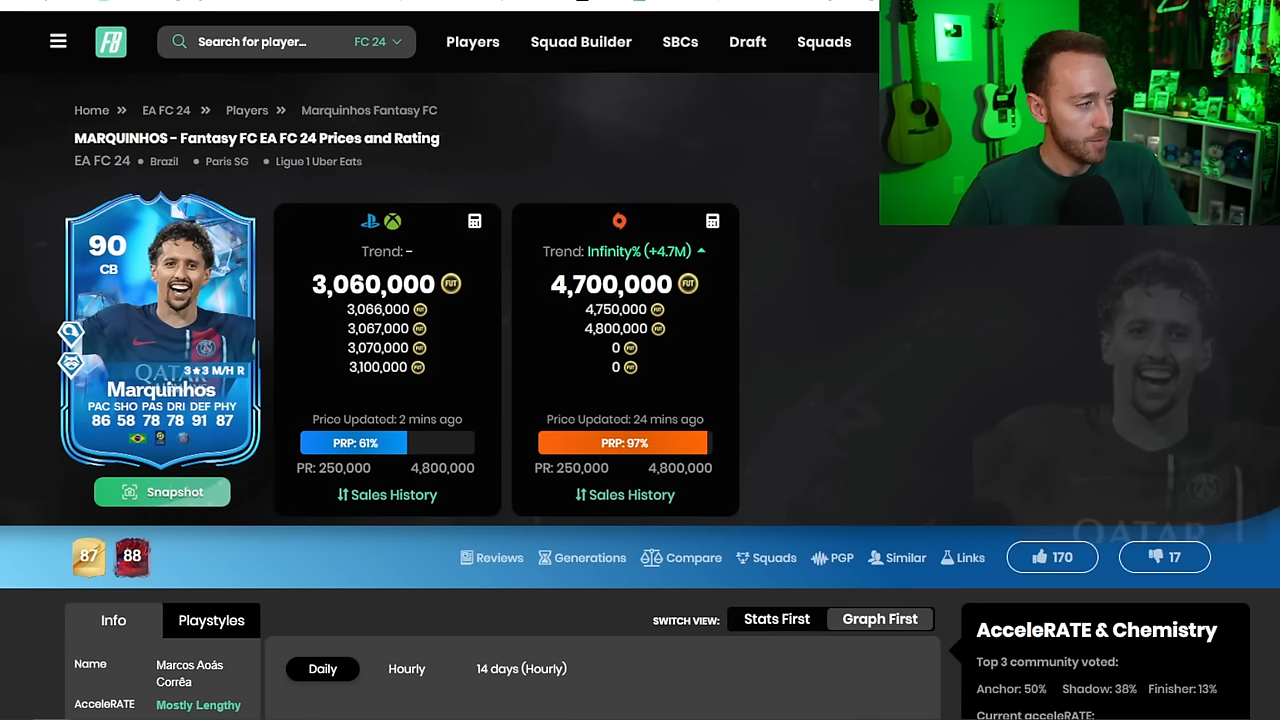 FB
Search for player...
FC 24
Players
Squad Builder
SBCs
Draft
Squads
Home >> EA FC 24 >> Players >> Marquinhos Fantasy FC
MARQUINHOS - Fantasy FC EA FC 24 Prices and Rating
EA FC 24 • Brazil • Paris SG • Ligue 1 Uber Eats
90
CB
3★3 M/H R
Marquinhos
PAC SHO PAS DRI DEF PHY
86 58 78 78 91 87
Snapshot
Trend: -
3,060,000
3,066,000
3,067,000
3,070,000
3,100,000
Price Updated: 2 mins ago
PRP: 61%
PR: 250,000 4,800,000
Sales History
Trend: Infinity% (+4.7M)
4,700,000
4,750,000
4,800,000
0
0
Price Updated: 24 mins ago
PRP: 97%
PR: 250,000 4,800,000
Sales History
QATAR
87
88
Reviews
Generations
Compare
Squads
PGP
Similar
Links
170
17
Info
Playstyles
Name Marcos Aoás
Corrêa
AcceleRATE Mostly Lengthy
SWITCH VIEW:
Stats First
Graph First
Daily
Hourly
14 days (Hourly)
AcceleRATE & Chemistry
Top 3 community voted:
Anchor: 50% Shadow: 38% Finisher: 13%
Current acceleRATE: